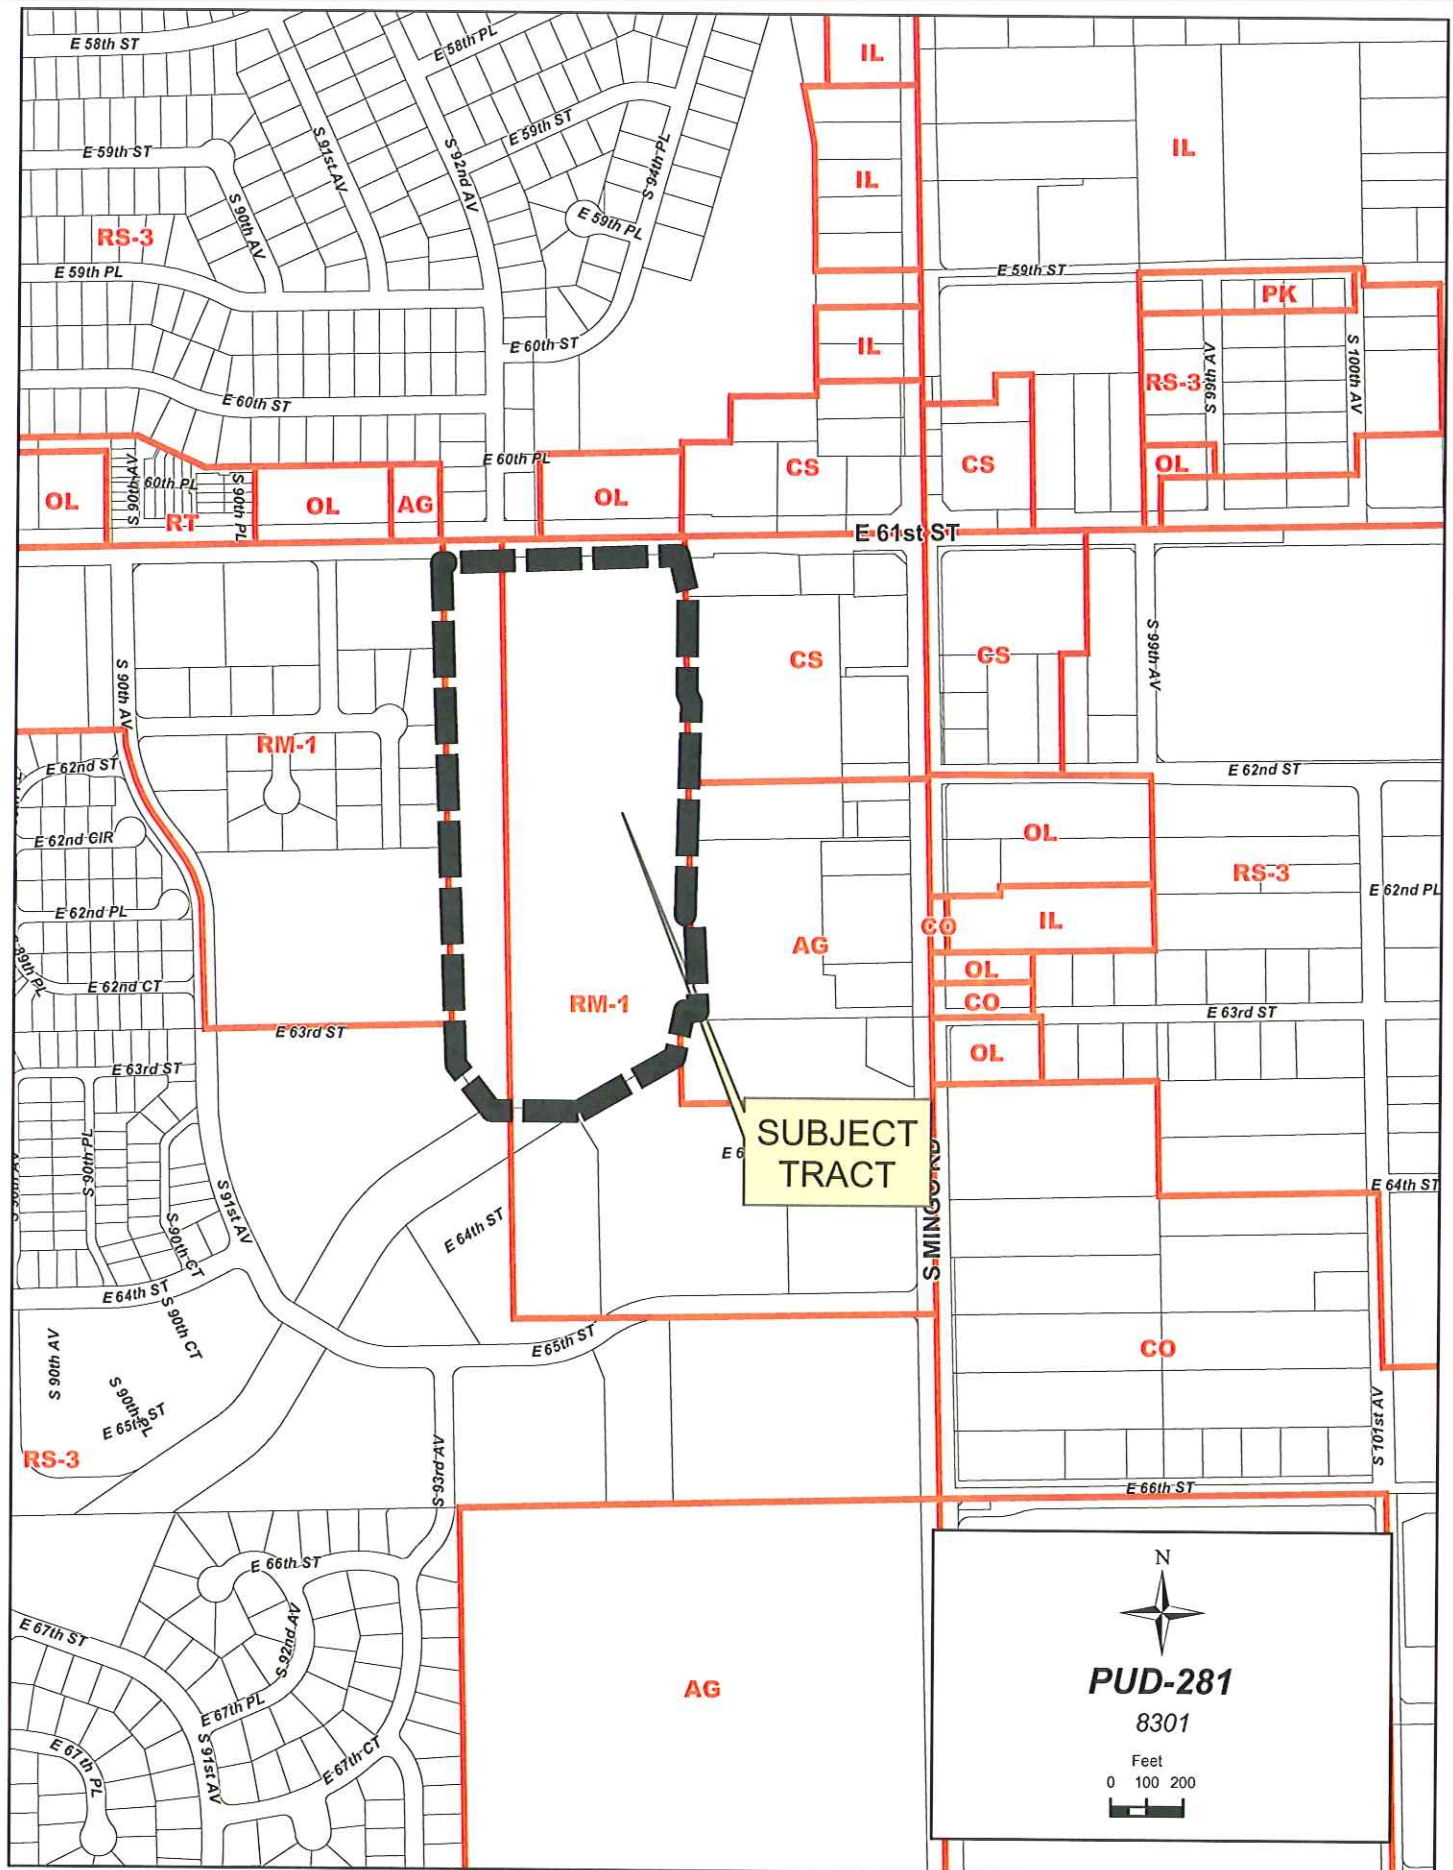 E 58th ST
E 58th PL
IL
E 59th ST
S 91st AV
S 92nd AV
E 59th ST
S 94th PL
IL
IL
S 90th AV
RS-3
E 59th PL
E 59th PL
E 59th ST
PK
E 60th ST
IL
RS-3
S 99th AV
S 100th AV
E 60th ST
E 60th PL
CS
CS
OL
OL
S 90th AV
60th PL
RT
S 90th PL
OL
AG
OL
E 61st ST
S 90th AV
RM-1
CS
CS
S 99th AV
E 62nd ST
E 62nd ST
E 62nd CIR
OL
RS-3
E 62nd PL
E 62nd PL
S 89th PL
CO
IL
AG
E 62nd CT
OL
CO
RM-1
E 63rd ST
E 63rd ST
OL
E 63rd ST
SUBJECT
TRACT
E 6
S MINGO RD
S 90th AV
S 90th PL
S 90th CT
S 91st AV
E 64th ST
E 64th ST
E 64th ST
S 90th CT
S 90th AV
E 65th ST
CO
S 90th PL
E 65th ST
RS-3
S 93rd AV
S 101st AV
E 66th ST
E 66th ST
S 92nd AV
E 67th ST
E 67th PL
S 91st AV
E 67th PL
E 67th CT
AG
N
PUD-281
8301
Feet
0 100 200